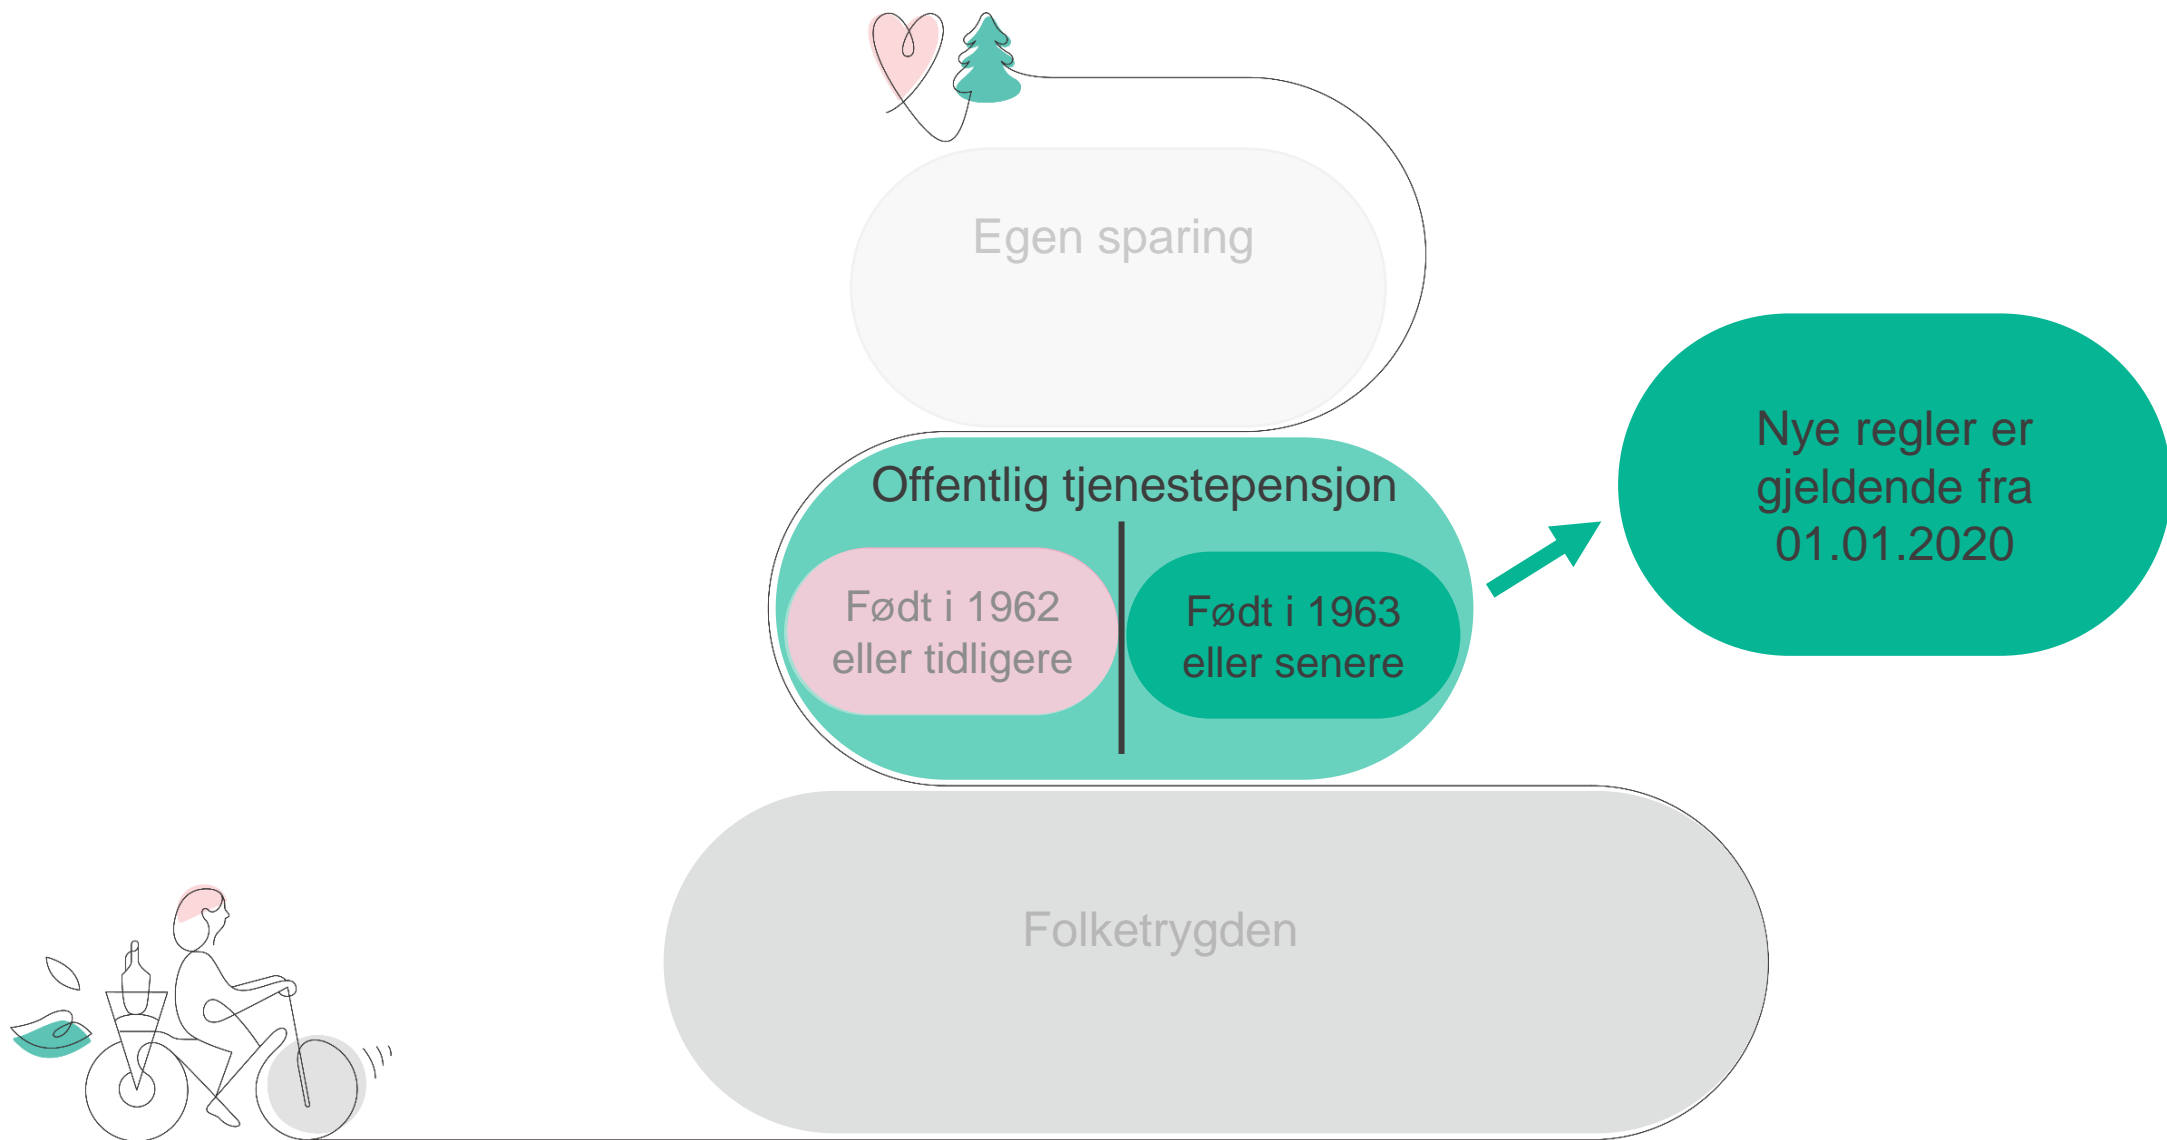 Egen sparing
Offentlig tjenestepensjon
Født i 1962
eller tidligere
Født i 1963
eller senere
Nye regler er
gjeldende fra
01.01.2020
Folketrygden